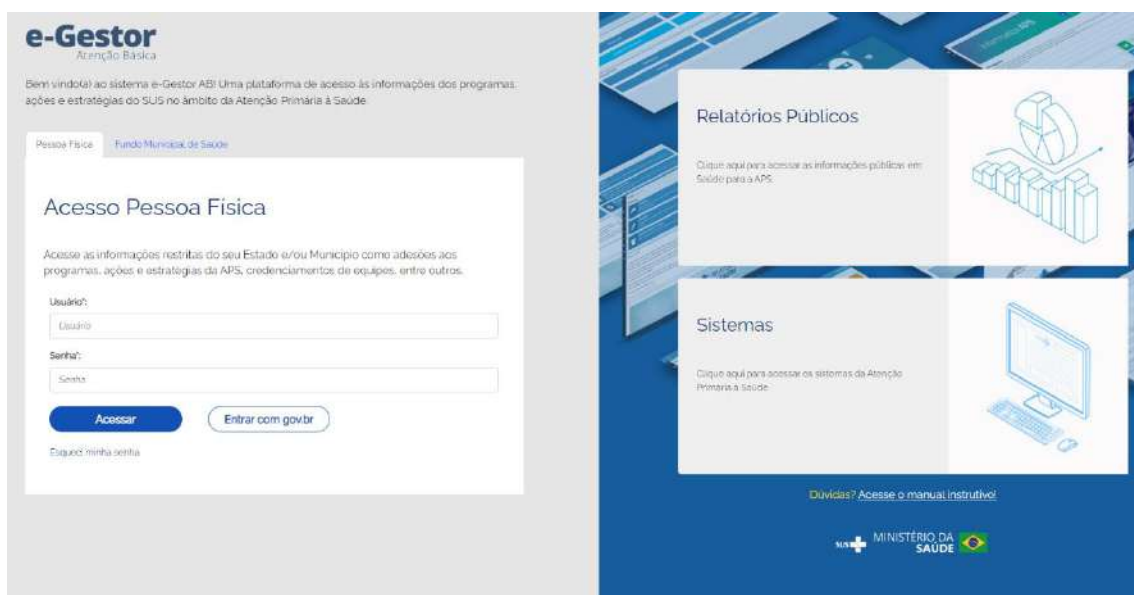 e-Gestor
Atenção Básica
Bem vindo(a) ao sistema e-Gestor AB! Uma plataforma de acesso às informações dos programas,
ações e estratégias do SUS no âmbito da Atenção Primária à Saúde
Pessoa Física
Fundo Municipal de Saúde
Acesso Pessoa Física
Acesse as informações restritas do seu Estado e/ou Município como adesões aos
programas, ações e estratégias da APS, credenciamentos de equipes, entre outros.
Usuário*:
Usuário
Senha*:
Senha
Acessar
Entrar com gov.br
Esqueci minha senha
Relatórios Públicos
Clique aqui para acessar as informações públicas em
Saúde para a APS.
Sistemas
Clique aqui para acessar os sistemas da Atenção
Primária à Saúde
Dúvidas? Acesse o manual instrutivo!
SUS MINISTÉRIO DA
SAÚDE